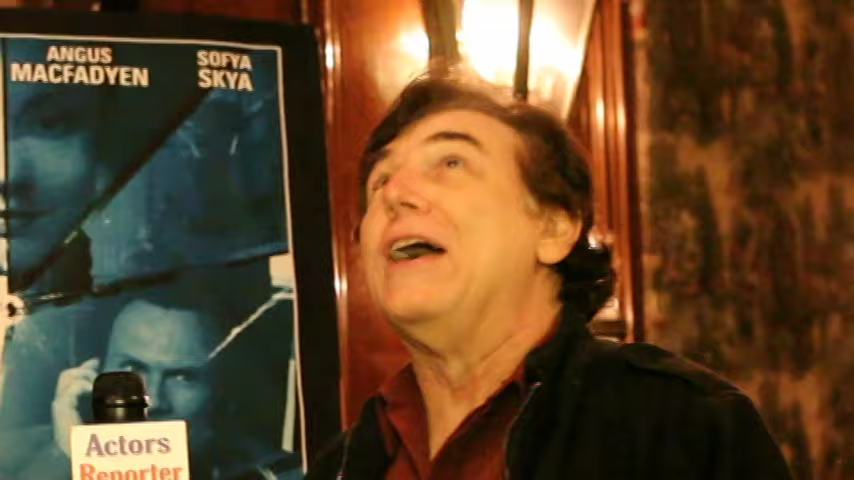 ANGUS
MACFADYEN
SOFYA
SKYA
Actors
Reporter